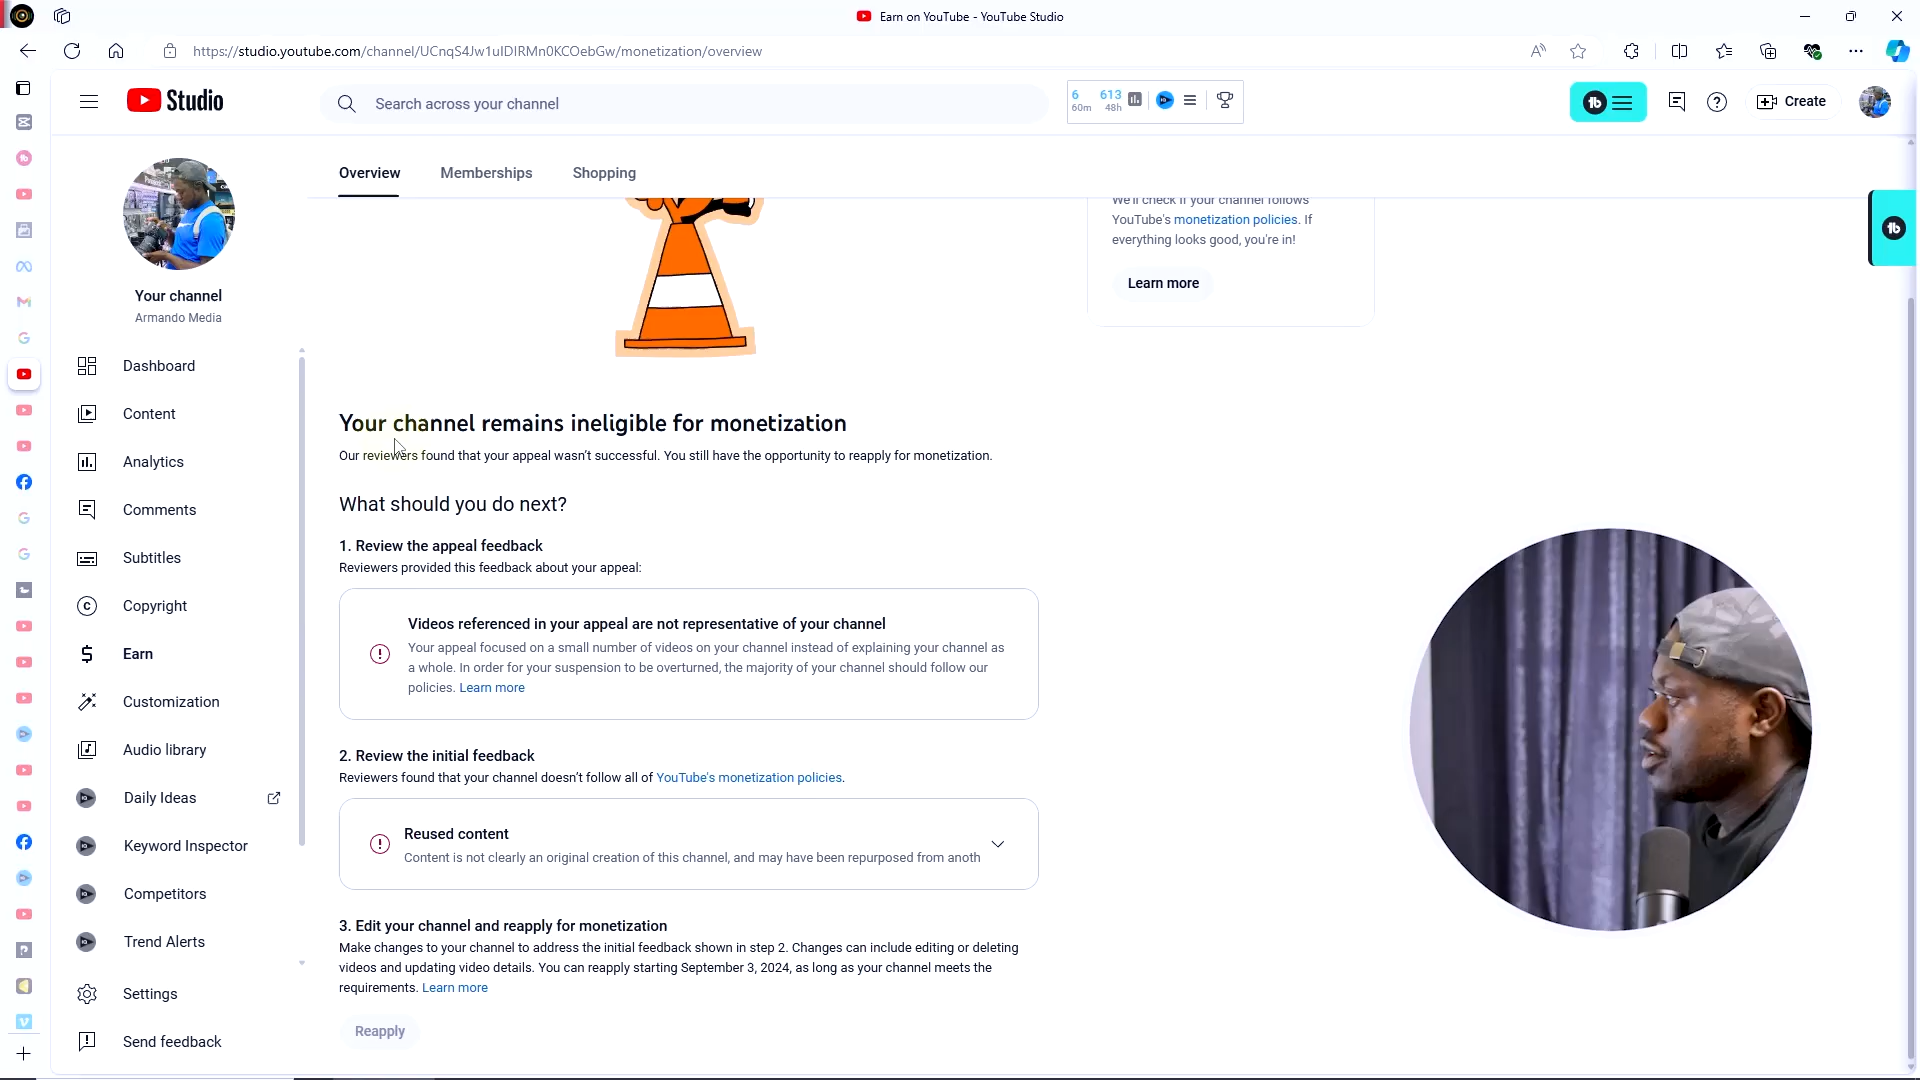 Earn on YouTube - YouTube Studio
https://studio.youtube.com/channel/UCnqS4Jw1uIDIRMn0KCOebGw/monetization/overview
Studio
Search across your channel
6
60m
613
48h
Create
Your channel
Armando Media
Dashboard
Content
Analytics
Comments
Subtitles
Copyright
Earn
Customization
Audio library
Daily Ideas
Keyword Inspector
Competitors
Trend Alerts
Settings
Send feedback
Overview
Memberships
Shopping
We'll check if your channel follows
YouTube's monetization policies. If
everything looks good, you're in!
Learn more
Your channel remains ineligible for monetization
Our reviewers found that your appeal wasn't successful. You still have the opportunity to reapply for monetization.
What should you do next?
1. Review the appeal feedback
Reviewers provided this feedback about your appeal:
Videos referenced in your appeal are not representative of your channel
Your appeal focused on a small number of videos on your channel instead of explaining your channel as
a whole. In order for your suspension to be overturned, the majority of your channel should follow our
policies. Learn more
2. Review the initial feedback
Reviewers found that your channel doesn't follow all of YouTube's monetization policies.
Reused content
Content is not clearly an original creation of this channel, and may have been repurposed from anoth
3. Edit your channel and reapply for monetization
Make changes to your channel to address the initial feedback shown in step 2. Changes can include editing or deleting
videos and updating video details. You can reapply starting September 3, 2024, as long as your channel meets the
requirements. Learn more
Reapply